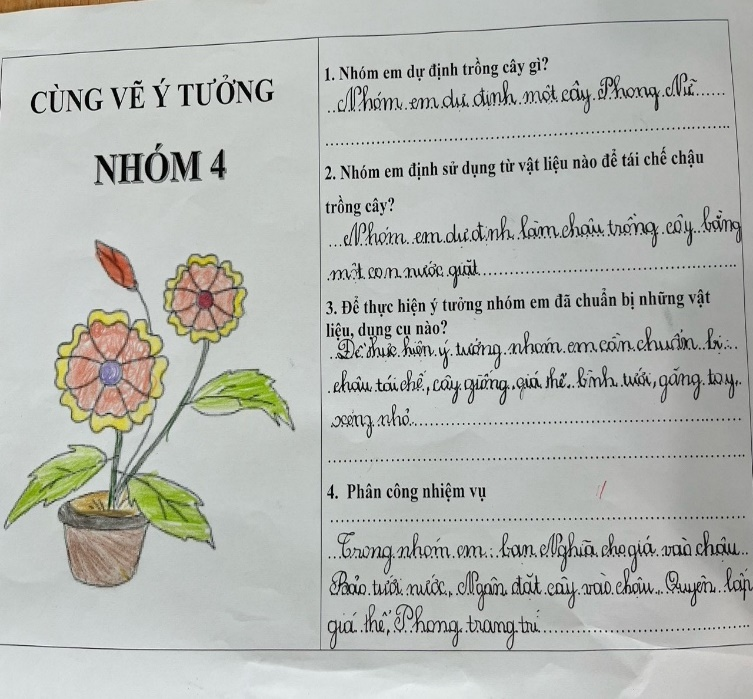 CÙNG VẼ Ý TƯỞNG
NHÓM 4
1. Nhóm em dự định trồng cây gì?
Nhóm em dự định một cây Phong Nữ
2. Nhóm em định sử dụng từ vật liệu nào để tái chế chậu
trồng cây?
Nhóm em dự định làm chậu trồng cây bằng
một con nước quât
3. Để thực hiện ý tưởng nhóm em đã chuẩn bị những vật
liệu, dụng cụ nào?
Để thực hiện ý tưởng nhóm em cần chuẩn bị:
chậu tái chế, cây giống, giá thể, bình tưới, găng tay,
xẻng nhỏ
4. Phân công nhiệm vụ
Trong nhóm em: bạn Nghĩa cho giá vào chậu
Bảo tưới nước, Ngân đặt cây vào chậu, Quyên lấp
giá thể, Phong trang trí